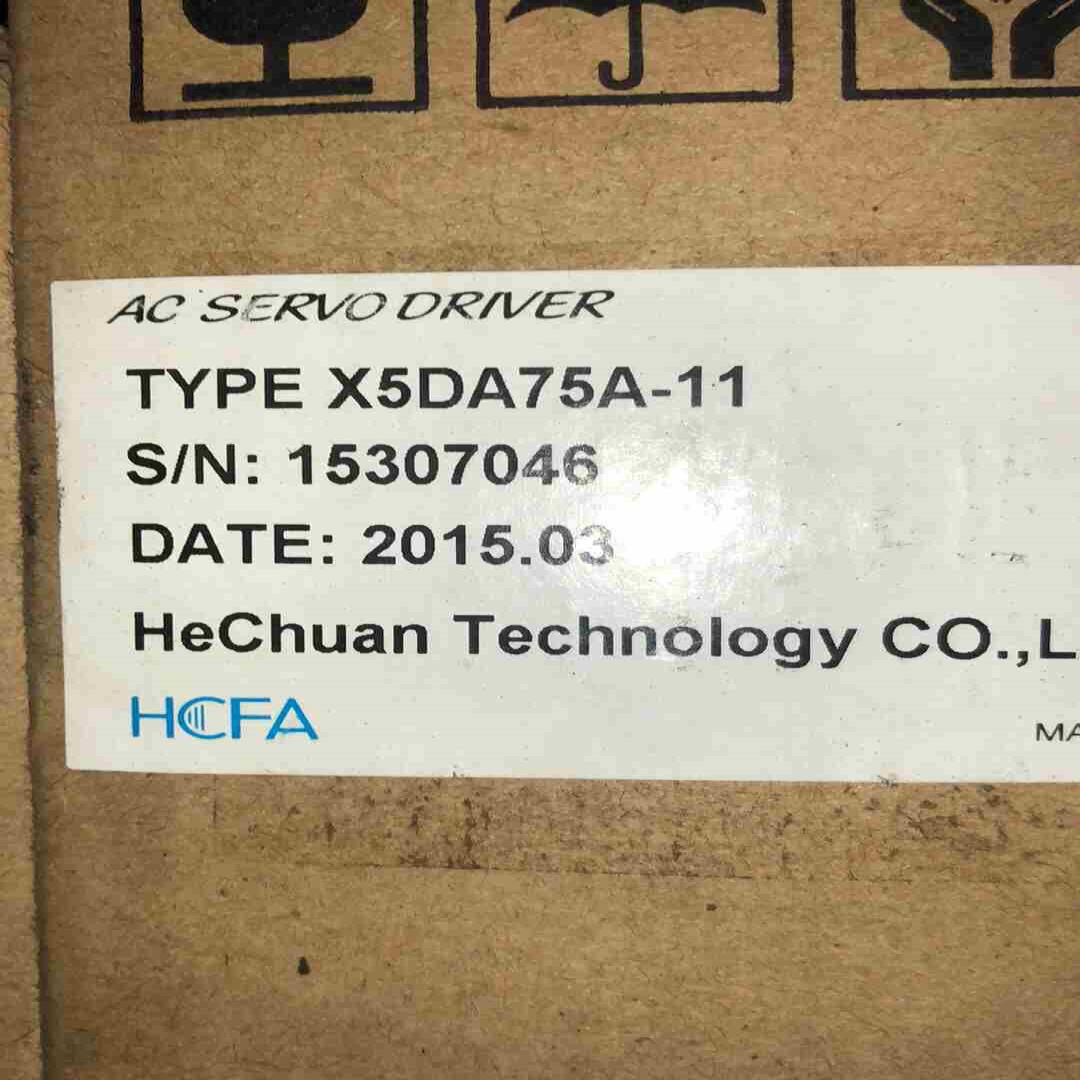 AC SERVO DRIVER
TYPE X5DA75A-11
S/N: 15307046
DATE: 2015.03
HeChuan Technology CO.,L
HCFA
MA